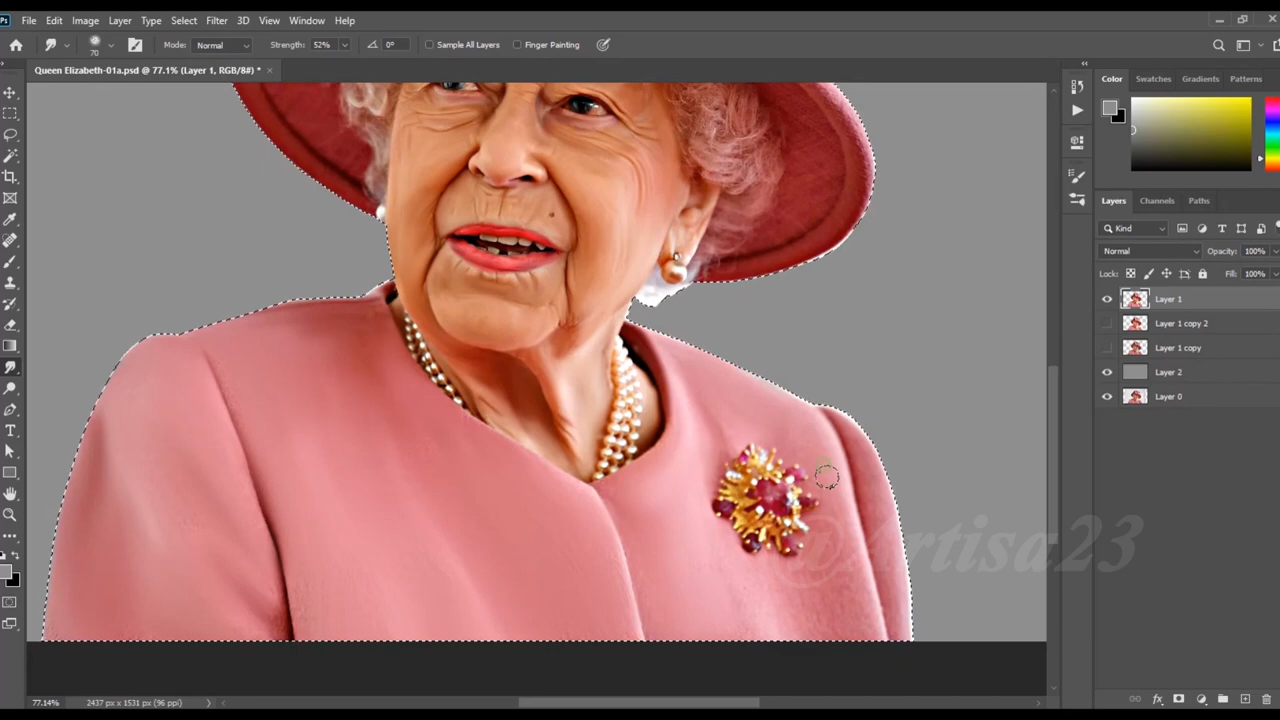 Ps File Edit Image Layer Type Select Filter 3D View Window Help
70 Mode: Normal Strength: 52% 0° Sample All Layers Finger Painting
Queen Elizabeth-01a.psd @ 77.1% (Layer 1, RGB/8#) *
Color Swatches Gradients Patterns
Layers Channels Paths
Kind
Normal Opacity: 100%
Lock: Fill: 100%
Layer 1
Layer 1 copy 2
Layer 1 copy
Layer 2
Layer 0
@Artisa23
77.14% 2437 px x 1531 px (96 ppi)